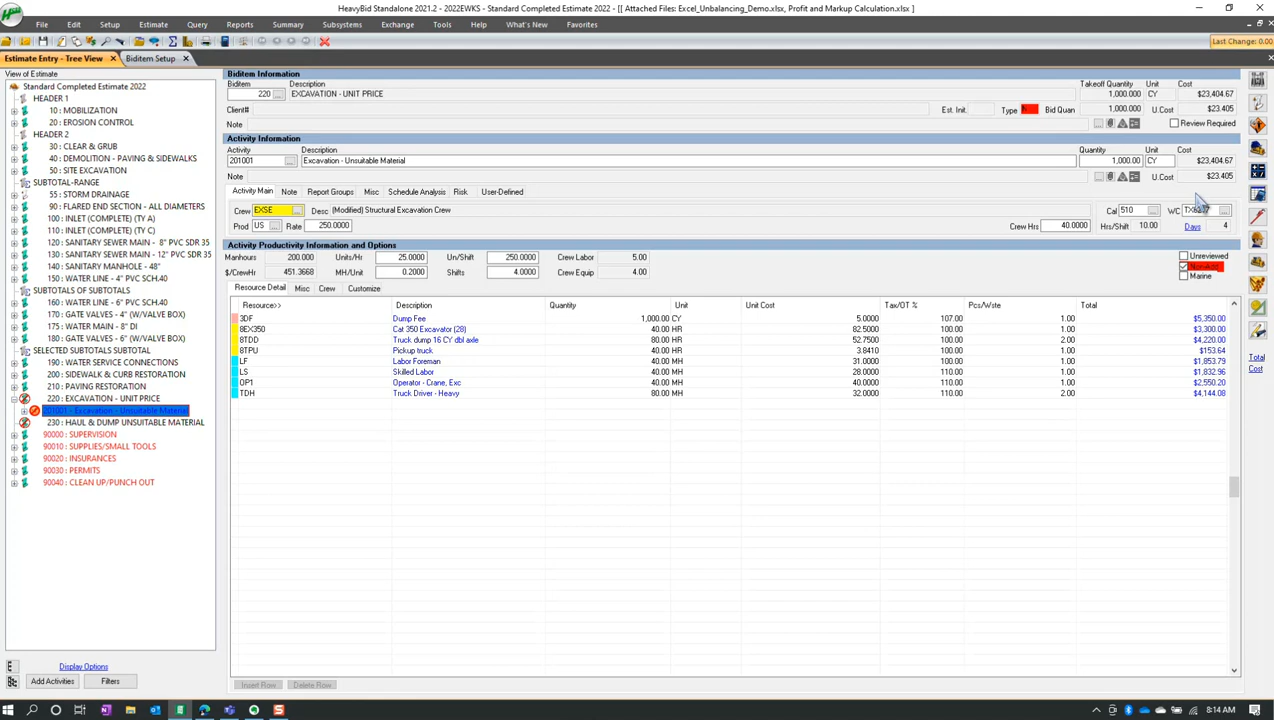 HeavyBid Standalone 2021.2 - 2022EWKS - Standard Completed Estimate 2022 - [[ Attached Files: Excel_Unbalancing_Demo.xlsx, Profit and Markup Calculation.xlsx ]
File Edit Setup Estimate Query Reports Summary Subsystems Exchange Tools Help What's New Favorites
Last Change: 0.00
Estimate Entry - Tree View Biditem Setup
View of Estimate
Standard Completed Estimate 2022
HEADER 1
10 : MOBILIZATION
20 : EROSION CONTROL
HEADER 2
30 : CLEAR & GRUB
40 : DEMOLITION - PAVING & SIDEWALKS
50 : SITE EXCAVATION
SUBTOTAL-RANGE
55 : STORM DRAINAGE
90 : FLARED END SECTION - ALL DIAMETERS
100 : INLET (COMPLETE) (TY A)
110 : INLET (COMPLETE) (TY C)
120 : SANITARY SEWER MAIN - 8" PVC SDR 35
130 : SANITARY SEWER MAIN - 12" PVC SDR 35
140 : SANITARY MANHOLE - 48"
150 : WATER LINE - 4" PVC SCH.40
SUBTOTALS OF SUBTOTALS
160 : WATER LINE - 6" PVC SCH.40
170 : GATE VALVES - 4" (W/VALVE BOX)
175 : WATER MAIN - 8" DI
180 : GATE VALVES - 6" (W/VALVE BOX)
SELECTED SUBTOTALS SUBTOTAL
190 : WATER SERVICE CONNECTIONS
200 : SIDEWALK & CURB RESTORATION
210 : PAVING RESTORATION
220 : EXCAVATION - UNIT PRICE
201001 : Excavation - Unsuitable Material
230 : HAUL & DUMP UNSUITABLE MATERIAL
90000 : SUPERVISION
90010 : SUPPLIES/SMALL TOOLS
90020 : INSURANCES
90030 : PERMITS
90040 : CLEAN UP/PUNCH OUT
Display Options
Add Activities Filters
Biditem Information
Biditem Description Takeoff Quantity Unit Cost
220 ... EXCAVATION - UNIT PRICE 1,000.000 CY $23,404.67
Client# Est. Init. Type Bid Quan 1,000.000 U.Cost $23.405
Note Review Required
Activity Information
Activity Description Quantity Unit Cost
201001 ... Excavation - Unsuitable Material 1,000.00 CY $23,404.67
Note U.Cost $23.405
Activity Main Note Report Groups Misc Schedule Analysis Risk User-Defined
Crew EXSE ... Desc (Modified) Structural Excavation Crew Cal 510 ... WC ...
Prod US ... Rate 250.0000 Crew Hrs 40.0000 Hrs/Shift 10.00 Days 4
Activity Productivity Information and Options
Manhours 200.000 Units/Hr 25.0000 Un/Shift 250.0000 Crew Labor 5.00 Unreviewed
$/CrewHr 451.3668 MH/Unit 0.2000 Shifts 4.0000 Crew Equip 4.00 Non-Add
Marine
Resource Detail Misc Crew Customize
Resource>> Description Quantity Unit Unit Cost Tax/OT % Pcs/Wste Total
3DF Dump Fee 1,000.00 CY 5.0000 107.00 1.00 $5,350.00
8EX350 Cat 350 Excavator (28) 40.00 HR 82.5000 100.00 1.00 $3,300.00
8TDD Truck dump 16 CY dbl axle 80.00 HR 52.7500 100.00 2.00 $4,220.00
8TPU Pickup truck 40.00 HR 3.8410 100.00 1.00 $153.64
LF Labor Foreman 40.00 MH 31.0000 110.00 1.00 $1,853.79
LS Skilled Labor 40.00 MH 28.0000 110.00 1.00 $1,832.96
OP1 Operator - Crane, Exc 40.00 MH 40.0000 110.00 1.00 $2,550.20
TDH Truck Driver - Heavy 80.00 MH 32.0000 110.00 2.00 $4,144.08
Total Cost
Insert Row Delete Row
8:14 AM